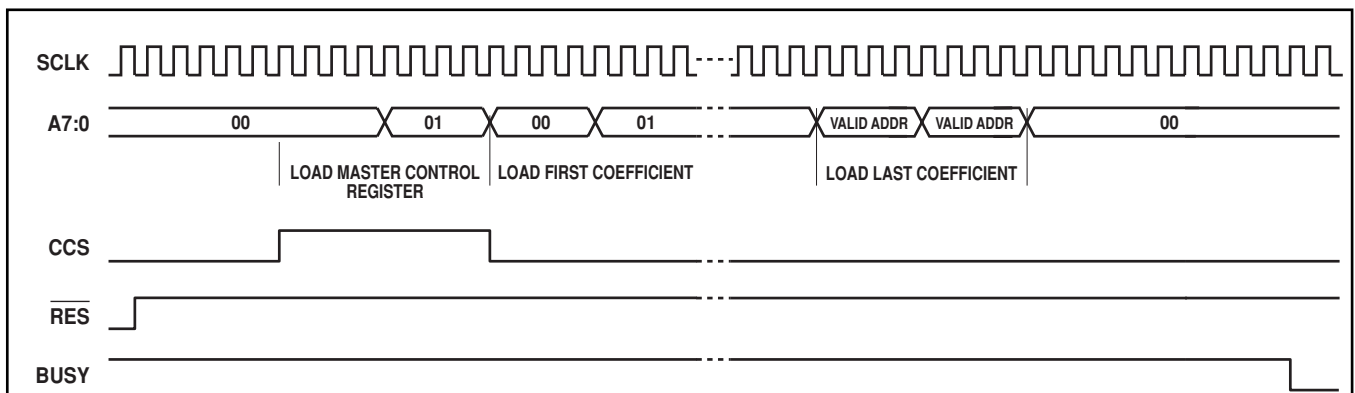 SCLK
A7:0 00 01 00 01 VALID ADDR VALID ADDR 00
LOAD MASTER CONTROL
REGISTER
LOAD FIRST COEFFICIENT
LOAD LAST COEFFICIENT
CCS
RES
BUSY